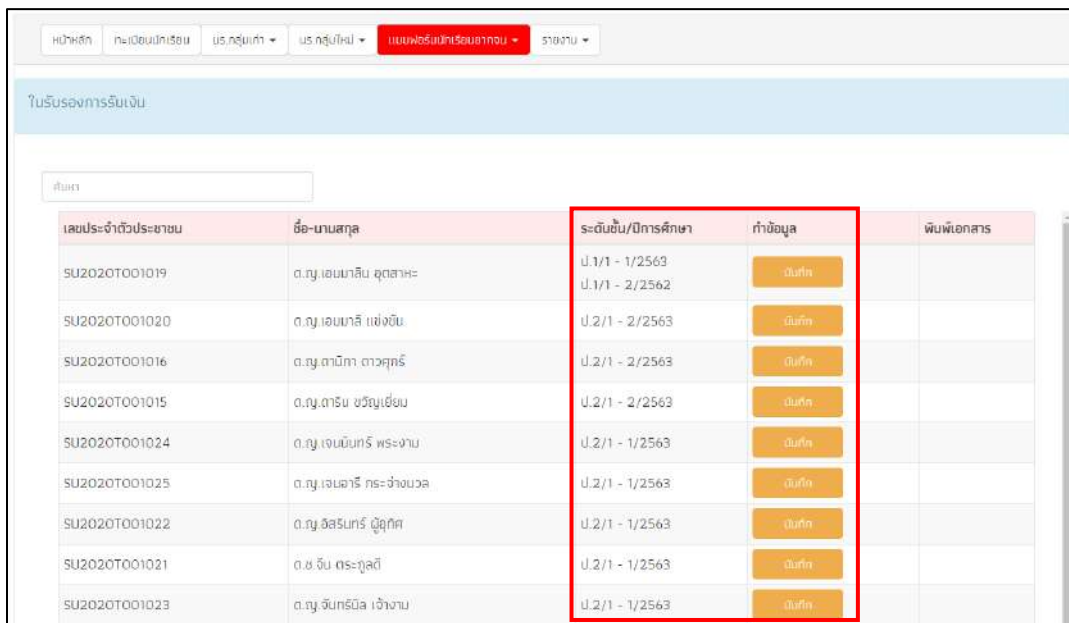 หน้าหลัก ทะเบียนนักเรียน นร.กลุ่มเก่า นร.กลุ่มใหม่ แบบฟอร์มนักเรียนยากจน รายงาน
ใบรับรองการรับเงิน
ค้นหา
เลขประจำตัวประชาชน ชื่อ-นามสกุล ระดับชั้น/ปีการศึกษา ทำข้อมูล พิมพ์เอกสาร
SU2020T001019 ด.ญ.เอมมาลิน อุตสาหะ ป.1/1 - 1/2563 บันทึก
ป.1/1 - 2/2562
SU2020T001020 ด.ญ.เอมมาลี แข่งขัน ป.2/1 - 2/2563 บันทึก
SU2020T001016 ด.ญ.ดานิกา ดาวศุกร์ ป.2/1 - 2/2563 บันทึก
SU2020T001015 ด.ญ.ดาริน ขวัญเยี่ยม ป.2/1 - 2/2563 บันทึก
SU2020T001024 ด.ญ.เจนนินทร์ พระงาม ป.2/1 - 1/2563 บันทึก
SU2020T001025 ด.ญ.เจนอารี กระจ่างนวล ป.2/1 - 1/2563 บันทึก
SU2020T001022 ด.ญ.อิสรินทร์ ผู้อุทิศ ป.2/1 - 1/2563 บันทึก
SU2020T001021 ด.ช.จีน ตระกูลดี ป.2/1 - 1/2563 บันทึก
SU2020T001023 ด.ญ.จันทร์นิล เจ้างาม ป.2/1 - 1/2563 บันทึก